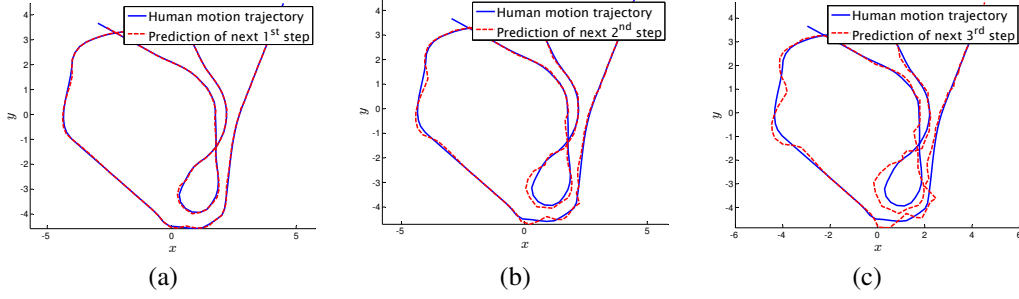 Human motion trajectory
Prediction of next 1st step
4
3
2
1
0
-1
-2
-3
-4
y
-5
0
5
x
(a)
Human motion trajectory
Prediction of next 2nd step
4
3
2
1
0
-1
-2
-3
-4
y
-5
0
5
x
(b)
Human motion trajectory
Prediction of next 3rd step
4
3
2
1
0
-1
-2
-3
-4
y
-6
-4
-2
0
2
4
6
x
(c)